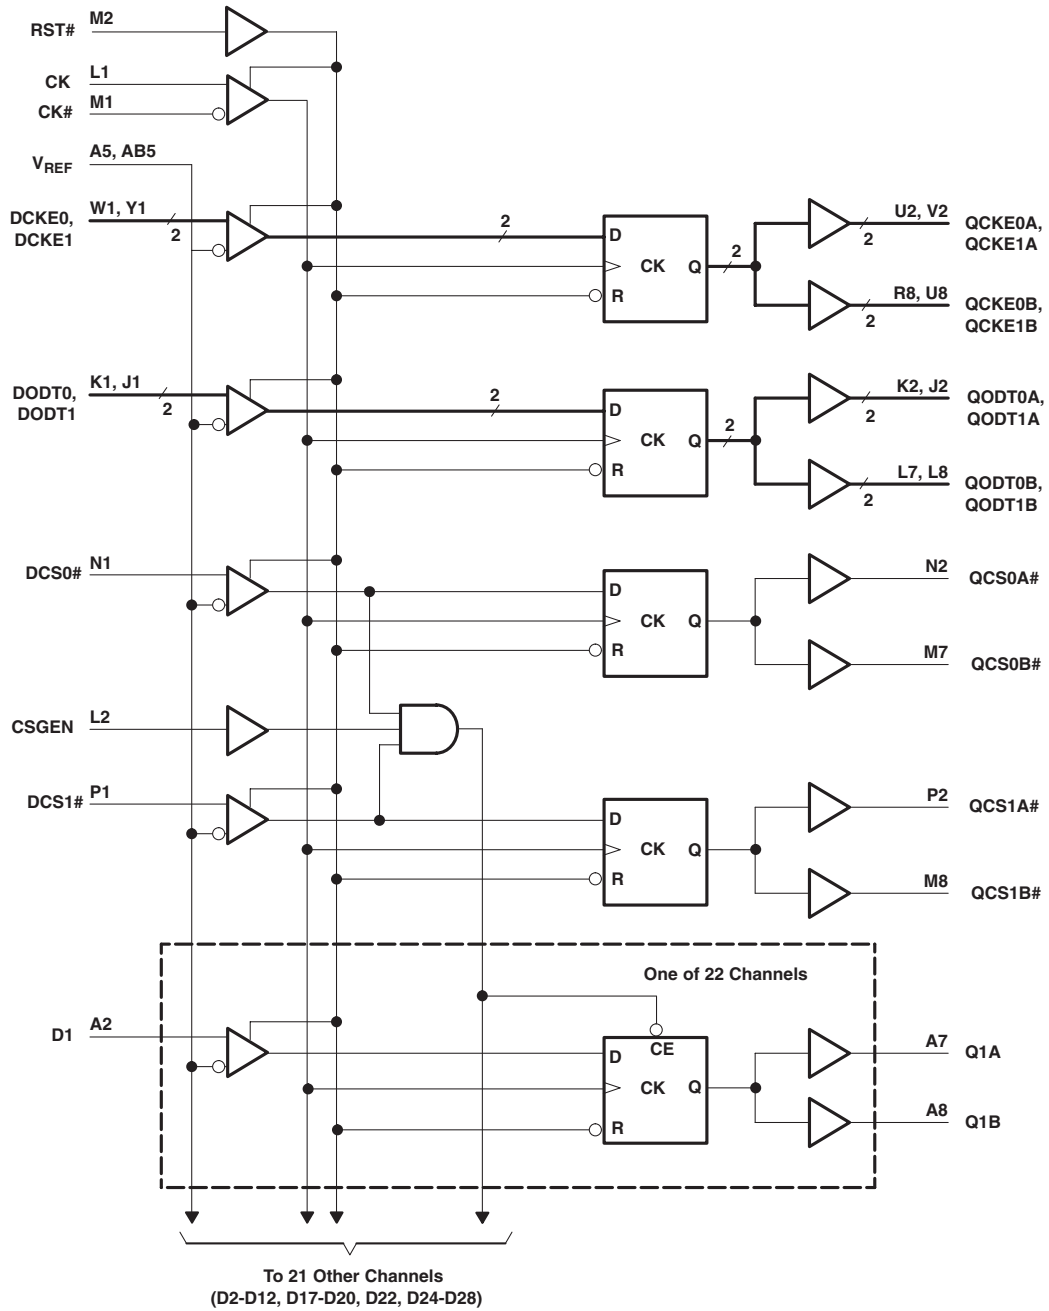 RST# M2
CK L1
CK# M1
VREF A5, AB5
DCKE0, W1, Y1
DCKE1 2
2
D
CK Q
R
2
U2, V2 QCKE0A,
2 QCKE1A
R8, U8 QCKE0B,
2 QCKE1B
DODT0, K1, J1
DODT1 2
2
D
CK Q
R
2
K2, J2 QODT0A,
2 QODT1A
L7, L8 QODT0B,
2 QODT1B
DCS0# N1
D
CK Q
R
N2 QCS0A#
M7 QCS0B#
CSGEN L2
DCS1# P1
D
CK Q
R
P2 QCS1A#
M8 QCS1B#
One of 22 Channels
D1 A2
CE
D
CK Q
R
A7 Q1A
A8 Q1B
To 21 Other Channels
(D2-D12, D17-D20, D22, D24-D28)